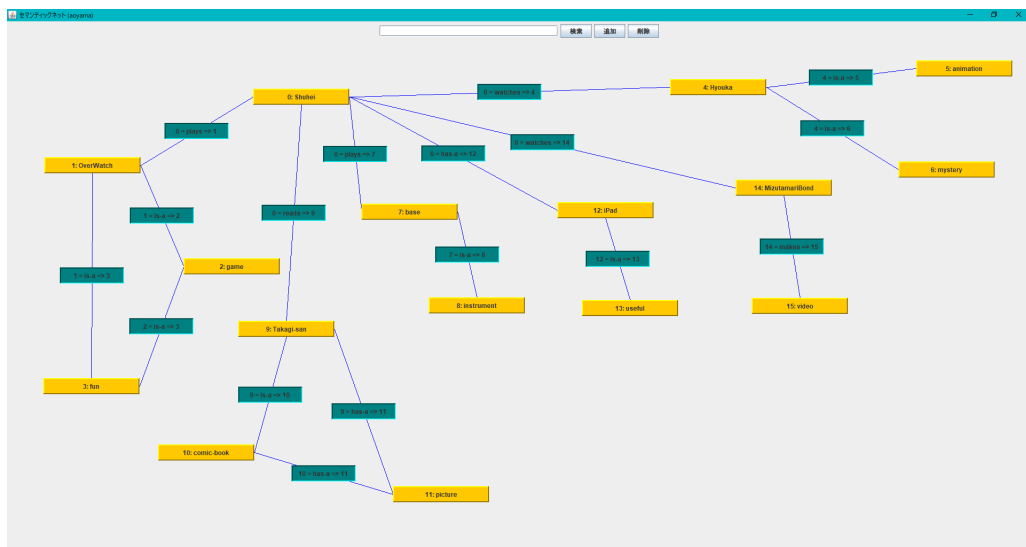 セマンティックネット (aoyama)
検索 追加 削除
5: animation
4 = is-a => 5
4: Hyouka
0 = watches => 4
0: Shuhei
4 = is-a => 6
0 = plays => 1
0 = watches => 14
0 = plays => 7
0 = has-a => 12
1: OverWatch
6: mystery
14: MizutamariBond
7: base
12: iPad
1 = is-a => 2
0 = reads => 9
14 = makes => 15
7 = is-a => 8
12 = is-a => 13
2: game
1 = is-a => 3
8: instrument
13: useful
15: video
2 = is-a => 3
9: Takagi-san
3: fun
9 = is-a => 10
9 = has-a => 11
10: comic-book
10 = has-a => 11
11: picture